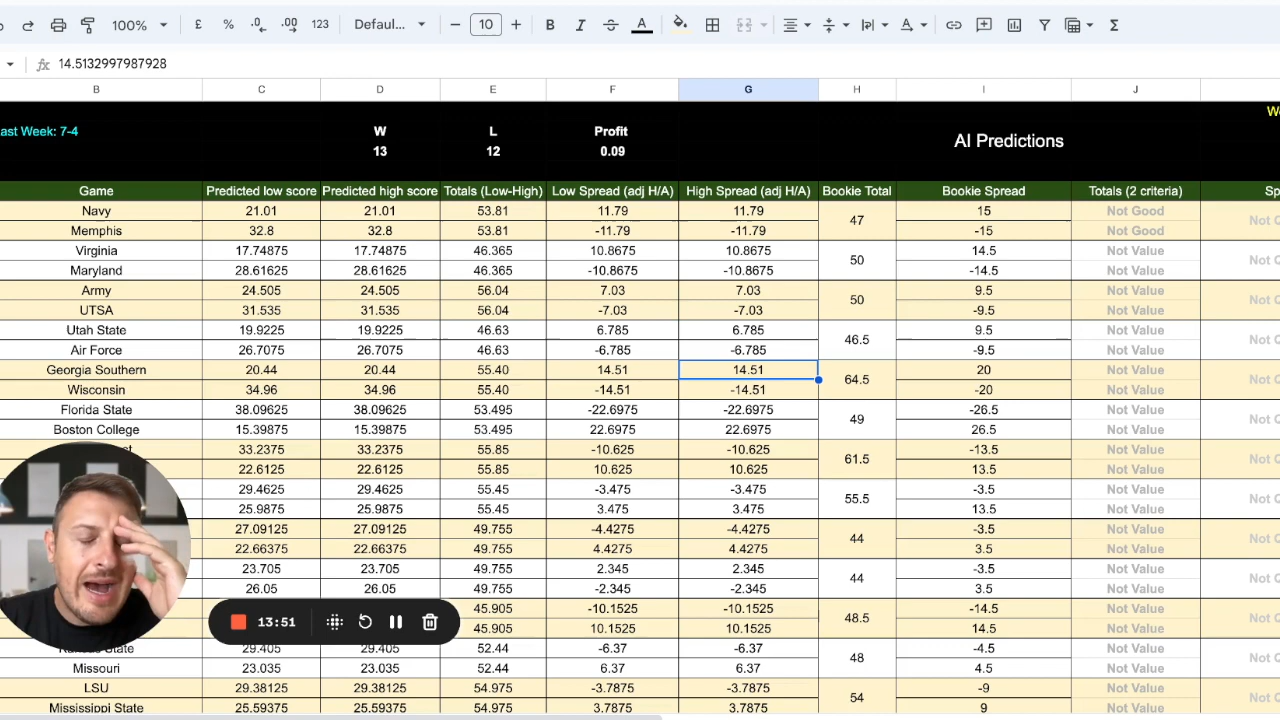 100% £ % .0 .00 123 Defaul... − 10 + B I A Σ
fx 14.5132997987928
B C D E F G H I J
ast Week: 7-4 W L Profit AI Predictions
13 12 0.09
Game Predicted low score Predicted high score Totals (Low-High) Low Spread (adj H/A) High Spread (adj H/A) Bookie Total Bookie Spread Totals (2 criteria)
Navy 21.01 21.01 53.81 11.79 11.79 47 15 Not Good
Memphis 32.8 32.8 53.81 -11.79 -11.79 -15 Not Good
Virginia 17.74875 17.74875 46.365 10.8675 10.8675 50 14.5 Not Value
Maryland 28.61625 28.61625 46.365 -10.8675 -10.8675 -14.5 Not Value
Army 24.505 24.505 56.04 7.03 7.03 50 9.5 Not Value
UTSA 31.535 31.535 56.04 -7.03 -7.03 -9.5 Not Value
Utah State 19.9225 19.9225 46.63 6.785 6.785 46.5 9.5 Not Value
Air Force 26.7075 26.7075 46.63 -6.785 -6.785 -9.5 Not Value
Georgia Southern 20.44 20.44 55.40 14.51 14.51 64.5 20 Not Value
Wisconsin 34.96 34.96 55.40 -14.51 -14.51 -20 Not Value
Florida State 38.09625 38.09625 53.495 -22.6975 -22.6975 49 -26.5 Not Value
Boston College 15.39875 15.39875 53.495 22.6975 22.6975 26.5 Not Value
33.2375 33.2375 55.85 -10.625 -10.625 61.5 -13.5 Not Value
22.6125 22.6125 55.85 10.625 10.625 13.5 Not Value
29.4625 29.4625 55.45 -3.475 -3.475 55.5 -3.5 Not Value
25.9875 25.9875 55.45 3.475 3.475 13.5 Not Value
27.09125 27.09125 49.755 -4.4275 -4.4275 44 -3.5 Not Value
22.66375 22.66375 49.755 4.4275 4.4275 3.5 Not Value
23.705 23.705 49.755 2.345 2.345 44 -3.5 Not Value
26.05 26.05 49.755 -2.345 -2.345 3.5 Not Value
45.905 -10.1525 -10.1525 48.5 -14.5 Not Value
13:51 45.905 10.1525 10.1525 14.5 Not Value
Kansas State 29.405 29.405 52.44 -6.37 -6.37 48 -4.5 Not Value
Missouri 23.035 23.035 52.44 6.37 6.37 4.5 Not Value
LSU 29.38125 29.38125 54.975 -3.7875 -3.7875 54 -9 Not Value
Mississippi State 25.59375 25.59375 54.975 3.7875 3.7875 9 Not Value